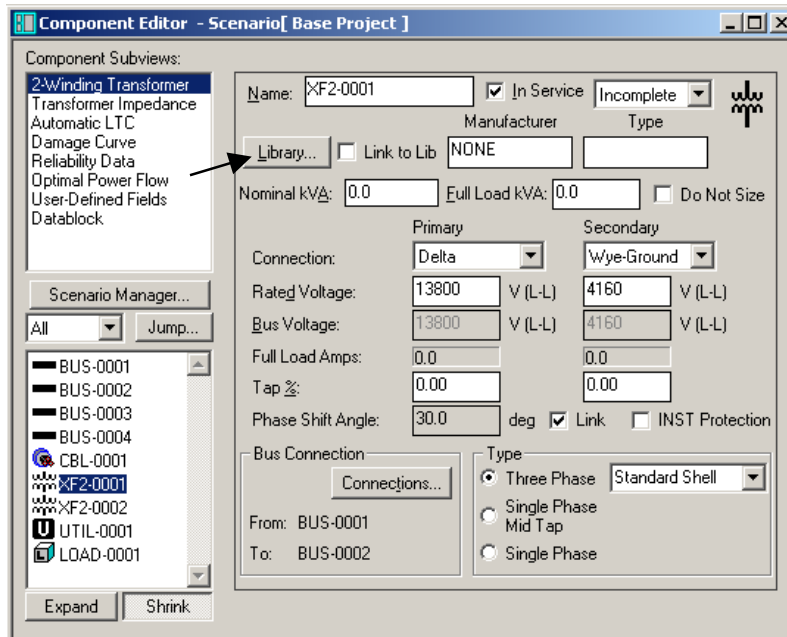 Component Editor - Scenario[ Base Project ]
Component Subviews:
2-Winding Transformer
Transformer Impedance
Automatic LTC
Damage Curve
Reliability Data
Optimal Power Flow
User-Defined Fields
Datablock
Scenario Manager...
All Jump...
BUS-0001
BUS-0002
BUS-0003
BUS-0004
CBL-0001
XF2-0001
XF2-0002
U UTIL-0001
LOAD-0001
Expand Shrink
Name: XF2-0001 In Service Incomplete
Manufacturer Type
Library... Link to Lib NONE
Nominal kVA: 0.0 Full Load kVA: 0.0 Do Not Size
Primary Secondary
Connection: Delta Wye-Ground
Rated Voltage: 13800 V (L-L) 4160 V (L-L)
Bus Voltage: 13800 V (L-L) 4160 V (L-L)
Full Load Amps: 0.0 0.0
Tap %: 0.00 0.00
Phase Shift Angle: 30.0 deg Link INST Protection
Bus Connection
Connections...
From: BUS-0001
To: BUS-0002
Type
Three Phase Standard Shell
Single Phase
Mid Tap
Single Phase